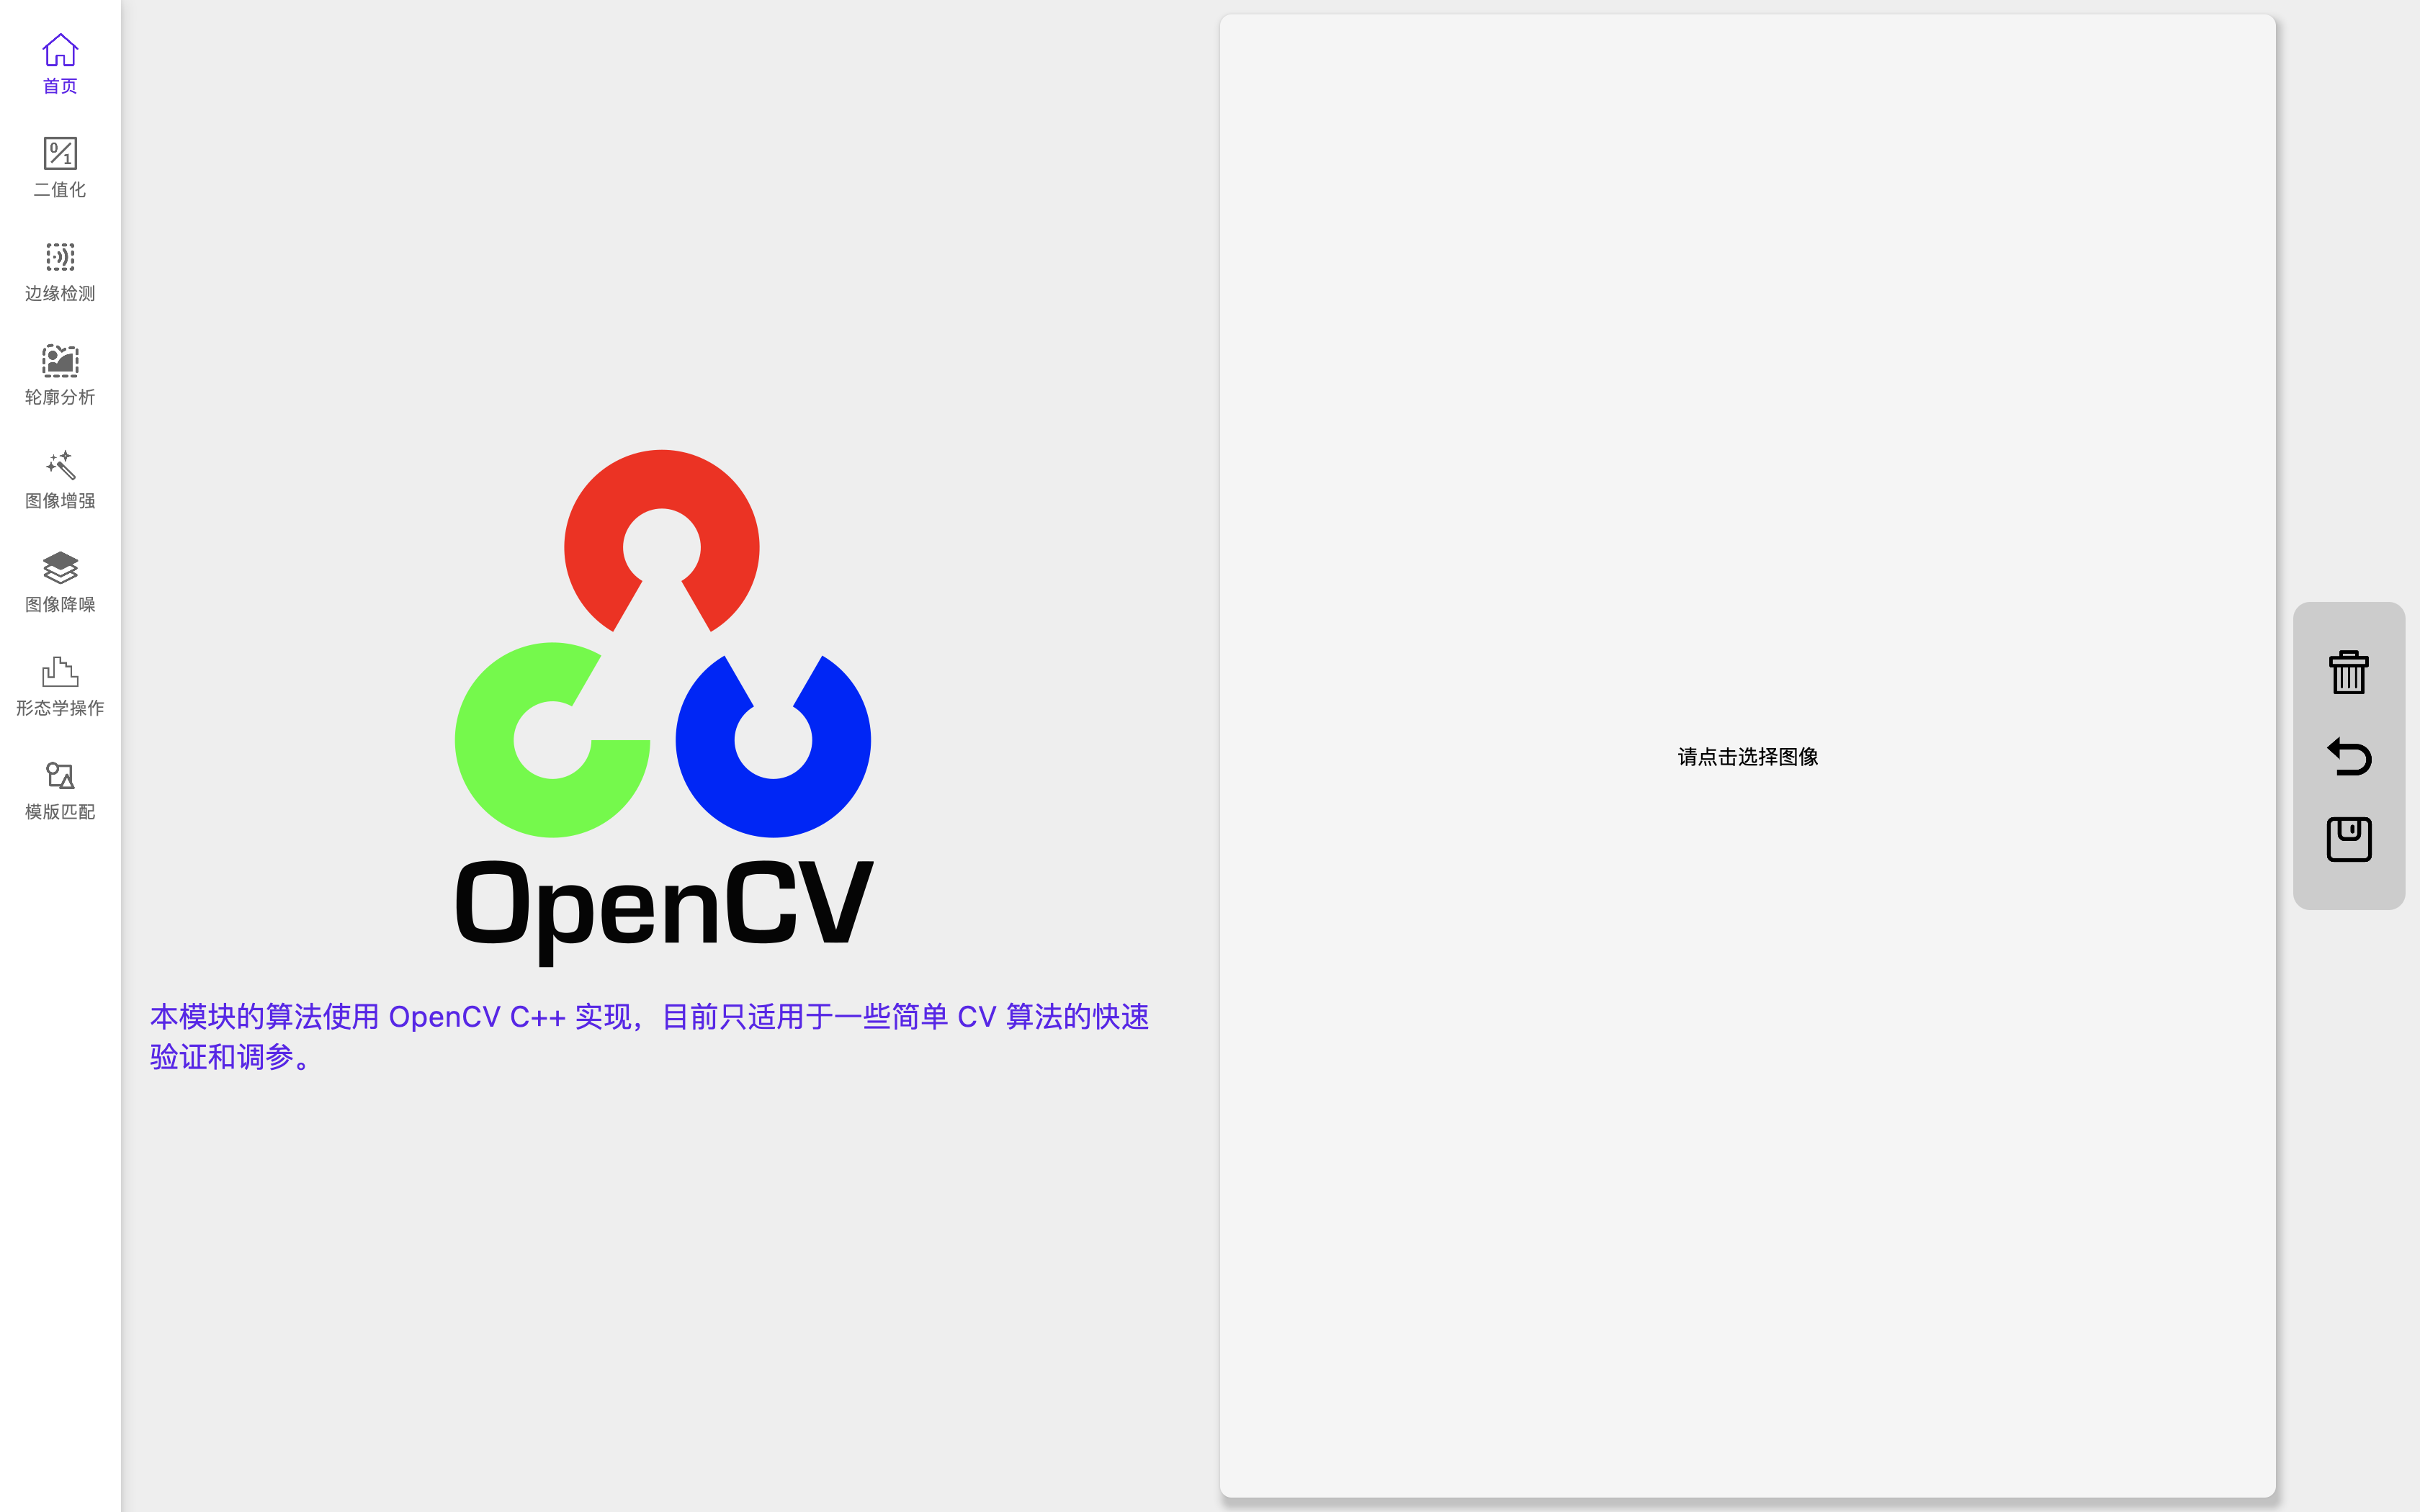 首页
二值化
边缘检测
轮廓分析
图像增强
图像降噪
形态学操作
模版匹配
OpenCV
本模块的算法使用 OpenCV C++ 实现，目前只适用于一些简单 CV 算法的快速
验证和调参。
请点击选择图像